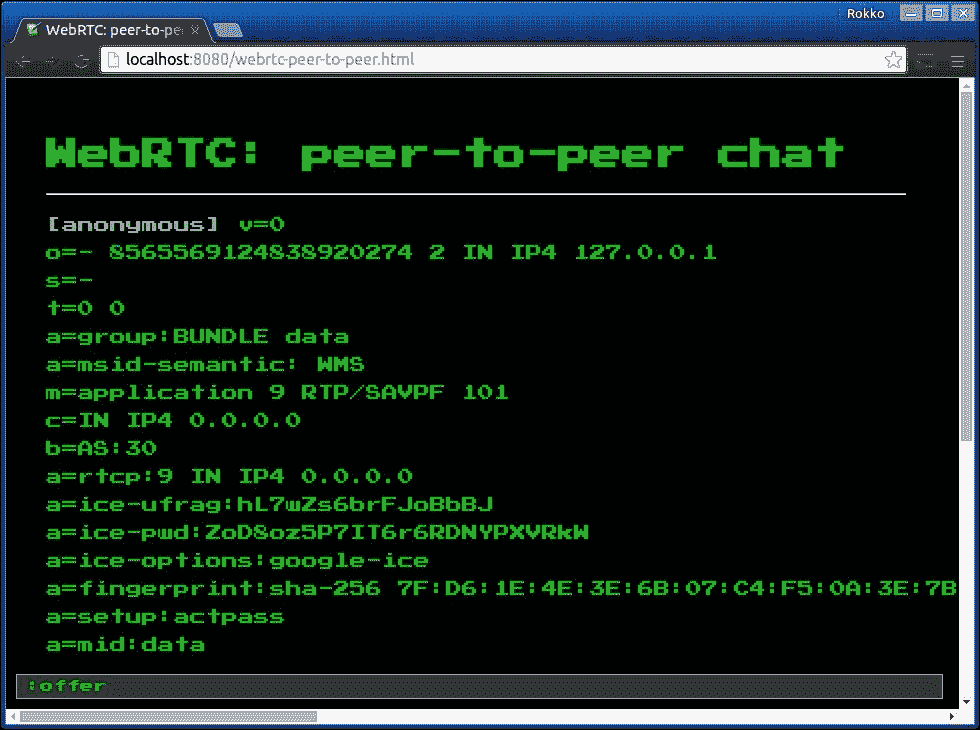 Rokko
WebRTC: peer-to-pe
localhost:8080/webrtc-peer-to-peer.html
WebRTC: peer-to-peer chat
[anonymous] v=0
o=- 8565569124838920274 2 IN IP4 127.0.0.1
s=-
t=0 0
a=group:BUNDLE data
a=msid-semantic: WMS
m=application 9 RTP/SAVPF 101
c=IN IP4 0.0.0.0
b=AS:30
a=rtcp:9 IN IP4 0.0.0.0
a=ice-ufrag:hL7wZs6brFJoBbBJ
a=ice-pwd:ZoD8oz5P7IT6r6RDNYPXVRkW
a=ice-options:google-ice
a=fingerprint:sha-256 7F:D6:1E:4E:3E:6B:07:C4:F5:0A:3E:7B
a=setup:actpass
a=mid:data
:offer